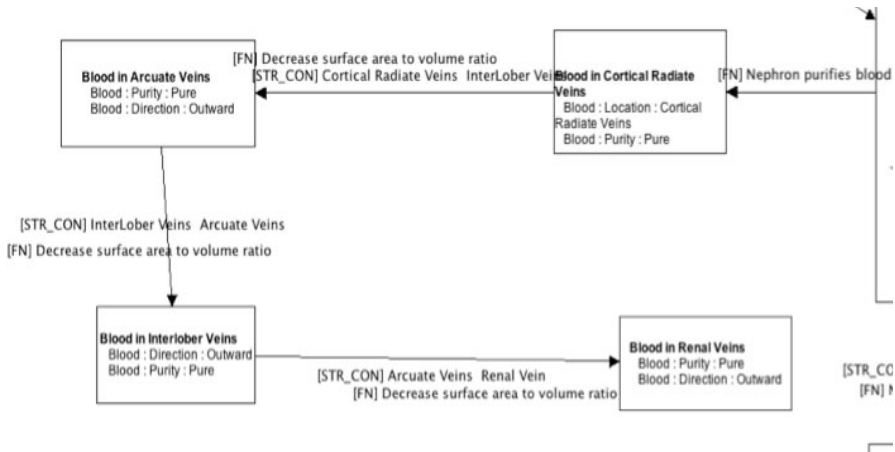 [FN] Decrease surface area to volume ratio
[STR_CON] Cortical Radiate Veins InterLober Veins
Blood in Arcuate Veins
Blood : Purity : Pure
Blood : Direction : Outward
Blood in Cortical Radiate
Veins
Blood : Location : Cortical
Radiate Veins
Blood : Purity : Pure
[FN] Nephron purifies blood
[STR_CON] InterLober Veins Arcuate Veins
[FN] Decrease surface area to volume ratio
Blood in Interlober Veins
Blood : Direction : Outward
Blood : Purity : Pure
[STR_CON] Arcuate Veins Renal Vein
[FN] Decrease surface area to volume ratio
Blood in Renal Veins
Blood : Purity : Pure
Blood : Direction : Outward
[STR_CO
[FN]